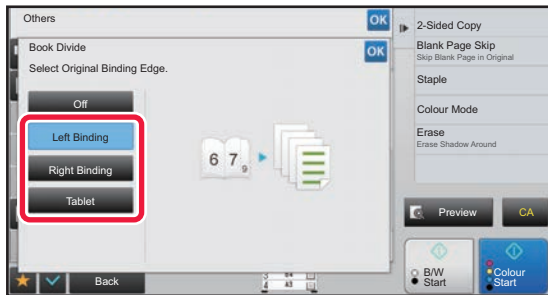 Others
OK
Book Divide
OK
Select Original Binding Edge.
Off
Left Binding
Right Binding
Tablet
6 7 9
Back
2-Sided Copy
Blank Page Skip
Skip Blank Page in Original
Staple
Colour Mode
Erase
Erase Shadow Around
Preview
CA
B/W
Start
Colour
Start